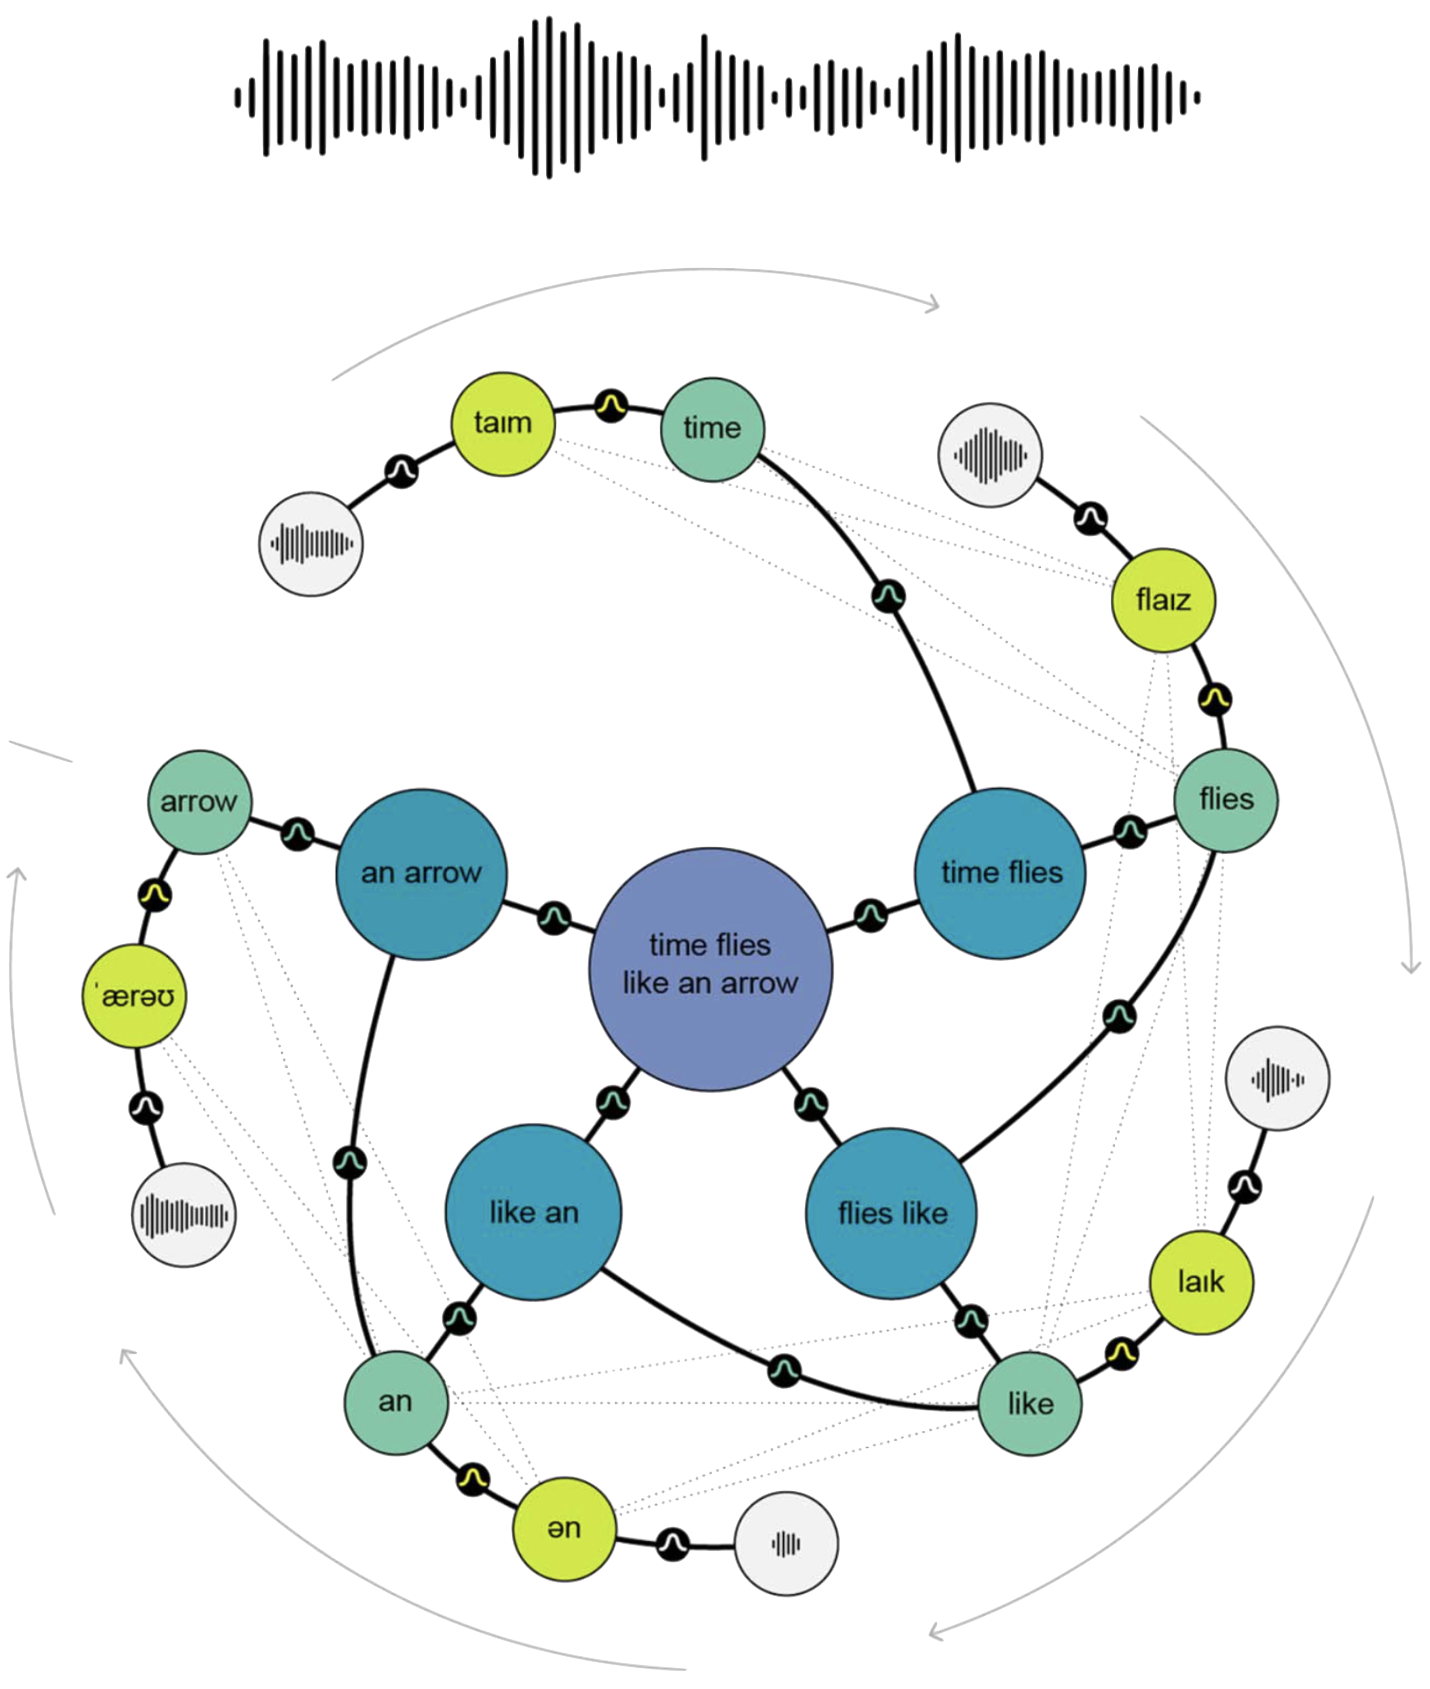 taɪm
time
flaɪz
flies
arrow
an arrow
time flies
time flies
like an arrow
ˈærəʊ
like an
flies like
laɪk
an
like
ən